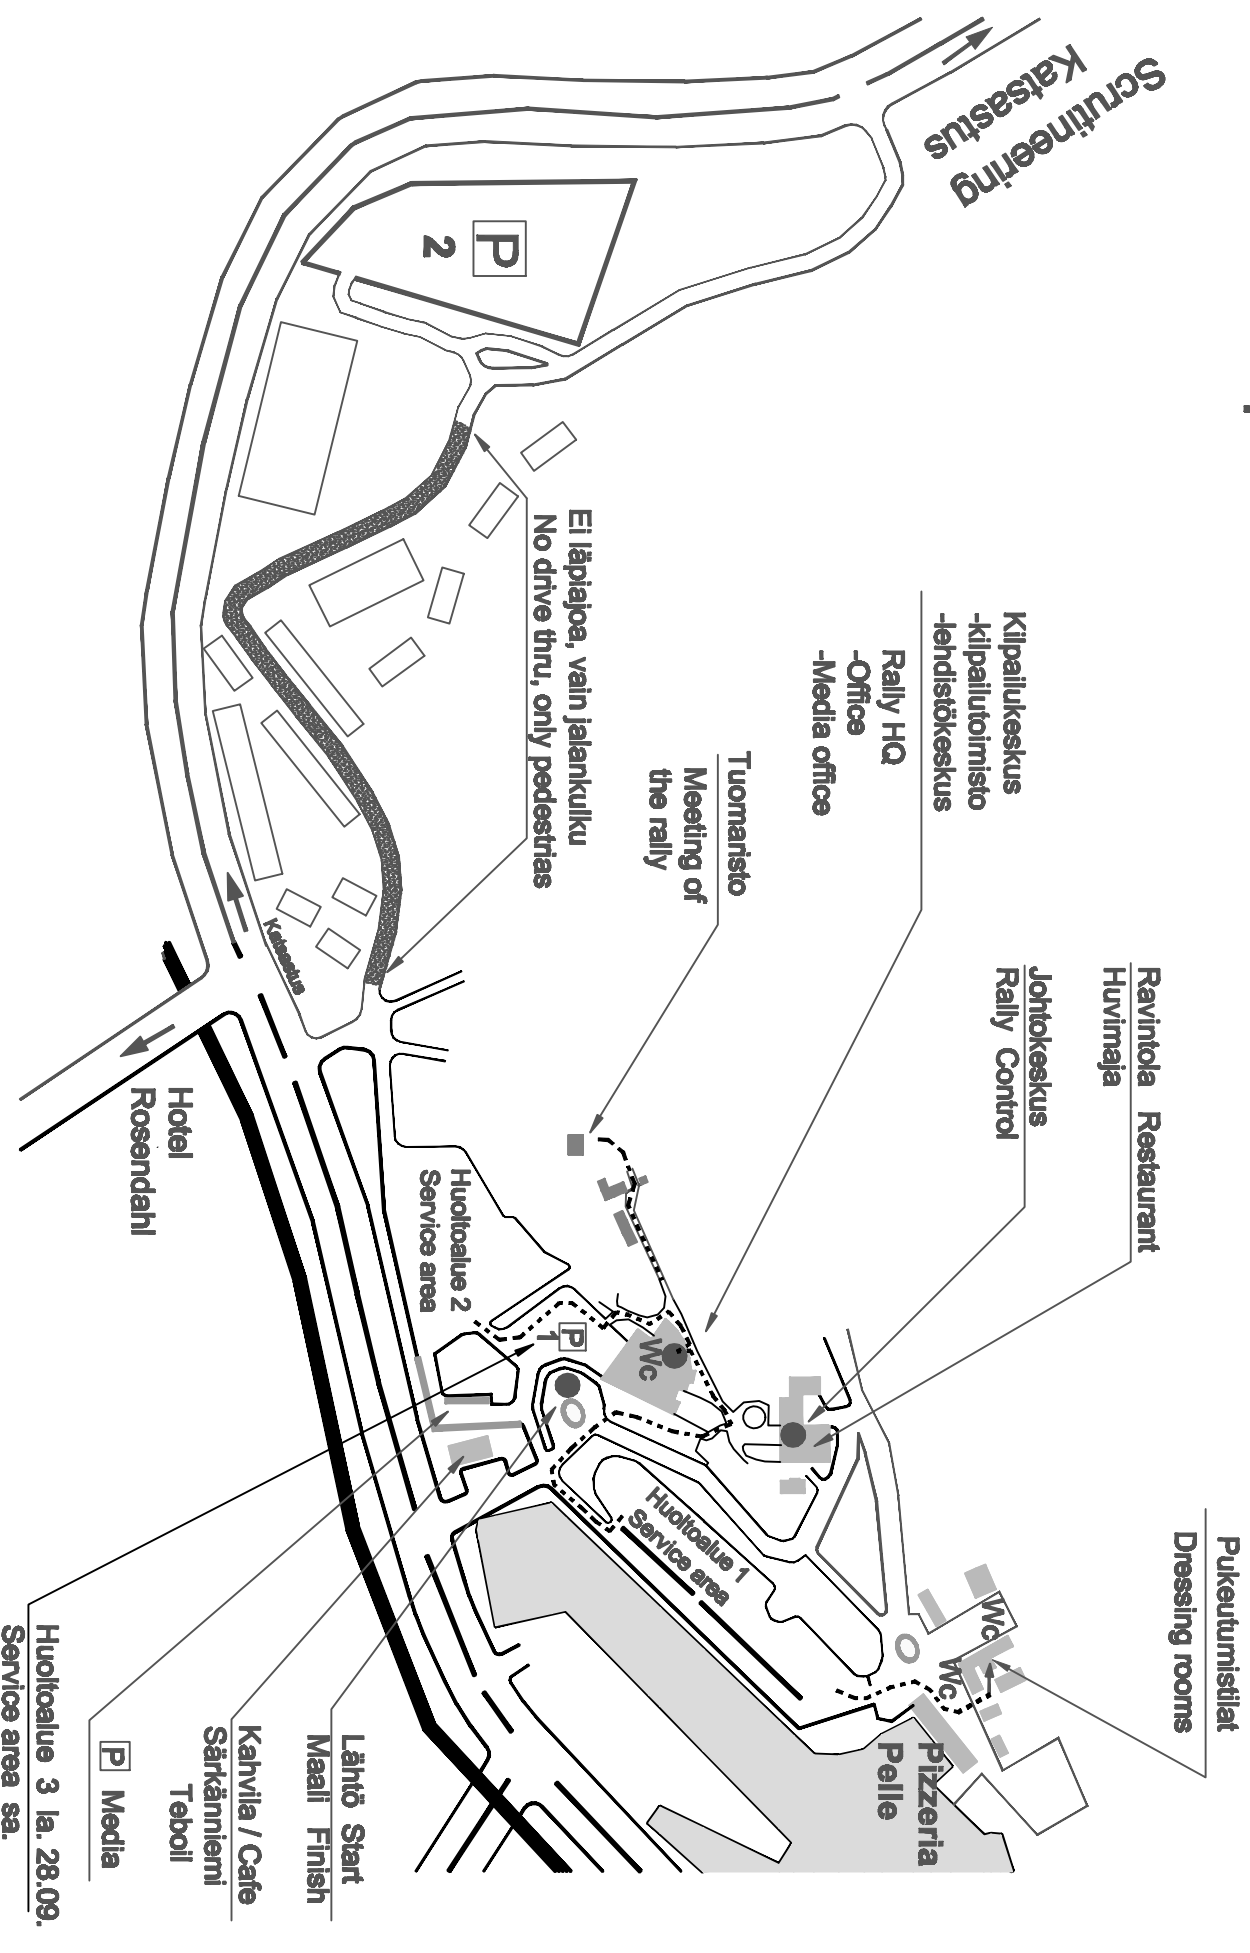 Scrutineering
Katsastus
P
2
Ei läpiajoa, vain jalankulku
No drive thru, only pedestrias
Kilpailukeskus
-kilpailutoimisto
-lehdistökeskus
Rally HQ
-Office
-Media office
Tuomaristo
Meeting of
the rally
Ravintola Restaurant
Huvimaja
Johtokeskus
Rally Control
Katsastus
Hotel
Rosendahl
Huoltoalue 2
Service area
P
1
Wc
Huoltoalue 1
Service area
Pukeutumistilat
Dressing rooms
Wc
Wc
Pizzeria
Pelle
Lähtö Start
Maali Finish
Kahvila / Cafe
Särkänniemi
Teboil
P Media
Huoltoalue 3 la. 28.09.
Service area sa.